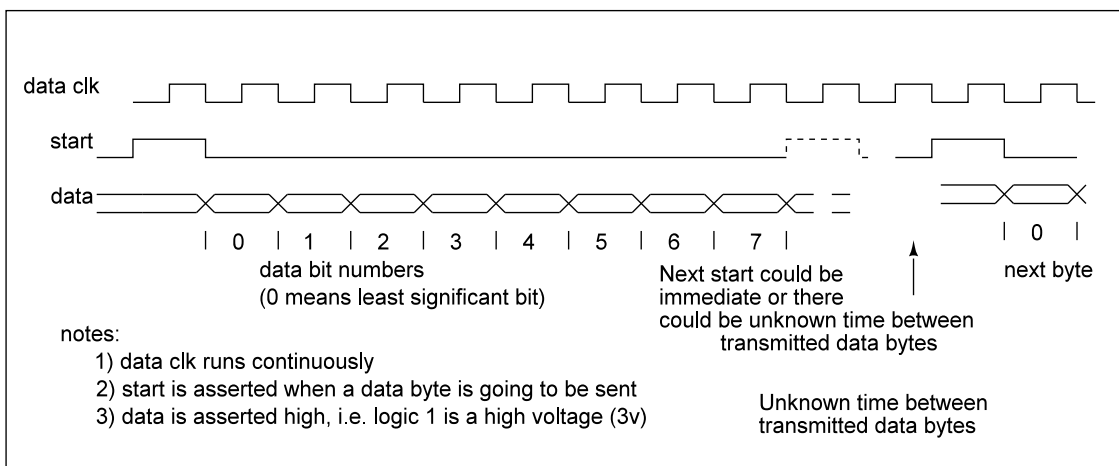 data clk
start
data
| 0 | 1 | 2 | 3 | 4 | 5 | 6 | 7 | | 0 |
data bit numbers
(0 means least significant bit)
Next start could be
immediate or there
could be unknown time between
transmitted data bytes
next byte
notes:
1) data clk runs continuously
2) start is asserted when a data byte is going to be sent
3) data is asserted high, i.e. logic 1 is a high voltage (3v)
Unknown time between
transmitted data bytes